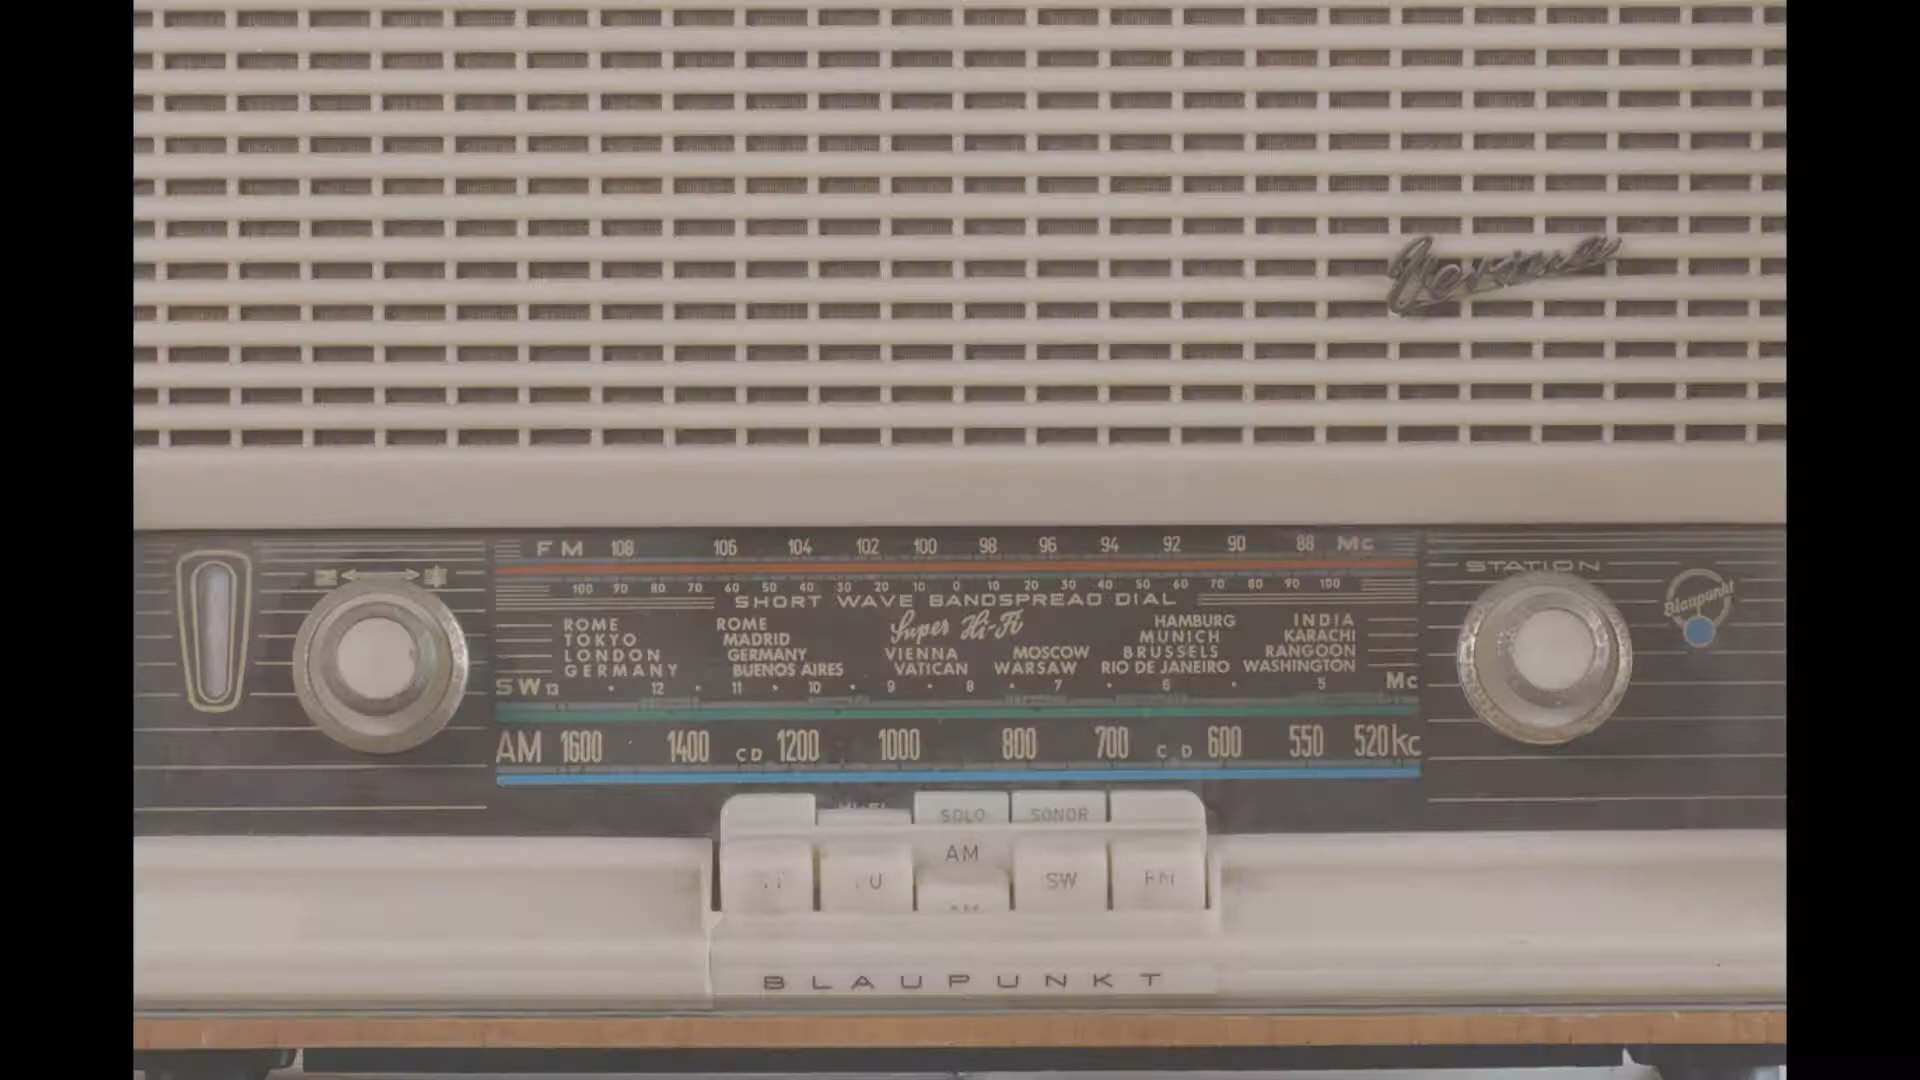 Verona
FM 108 106 104 102 100 98 96 94 92 90 88 Mc
100 90 80 70 60 50 40 30 20 10 0 10 20 30 40 50 60 70 80 90 100
SHORT WAVE BANDSPREAD DIAL
STATION
Blaupunkt
Super Hi-Fi
ROME ROME HAMBURG INDIA
TOKYO MADRID MUNICH KARACHI
LONDON GERMANY VIENNA MOSCOW BRUSSELS RANGOON
GERMANY BUENOS AIRES VATICAN WARSAW RIO DE JANEIRO WASHINGTON
SW 13 12 11 10 9 8 7 6 5 Mc
AM 1600 1400 CD 1200 1000 800 700 CD 600 550 520 kc
SOLO SONOR
AM
SW FM
BLAUPUNKT